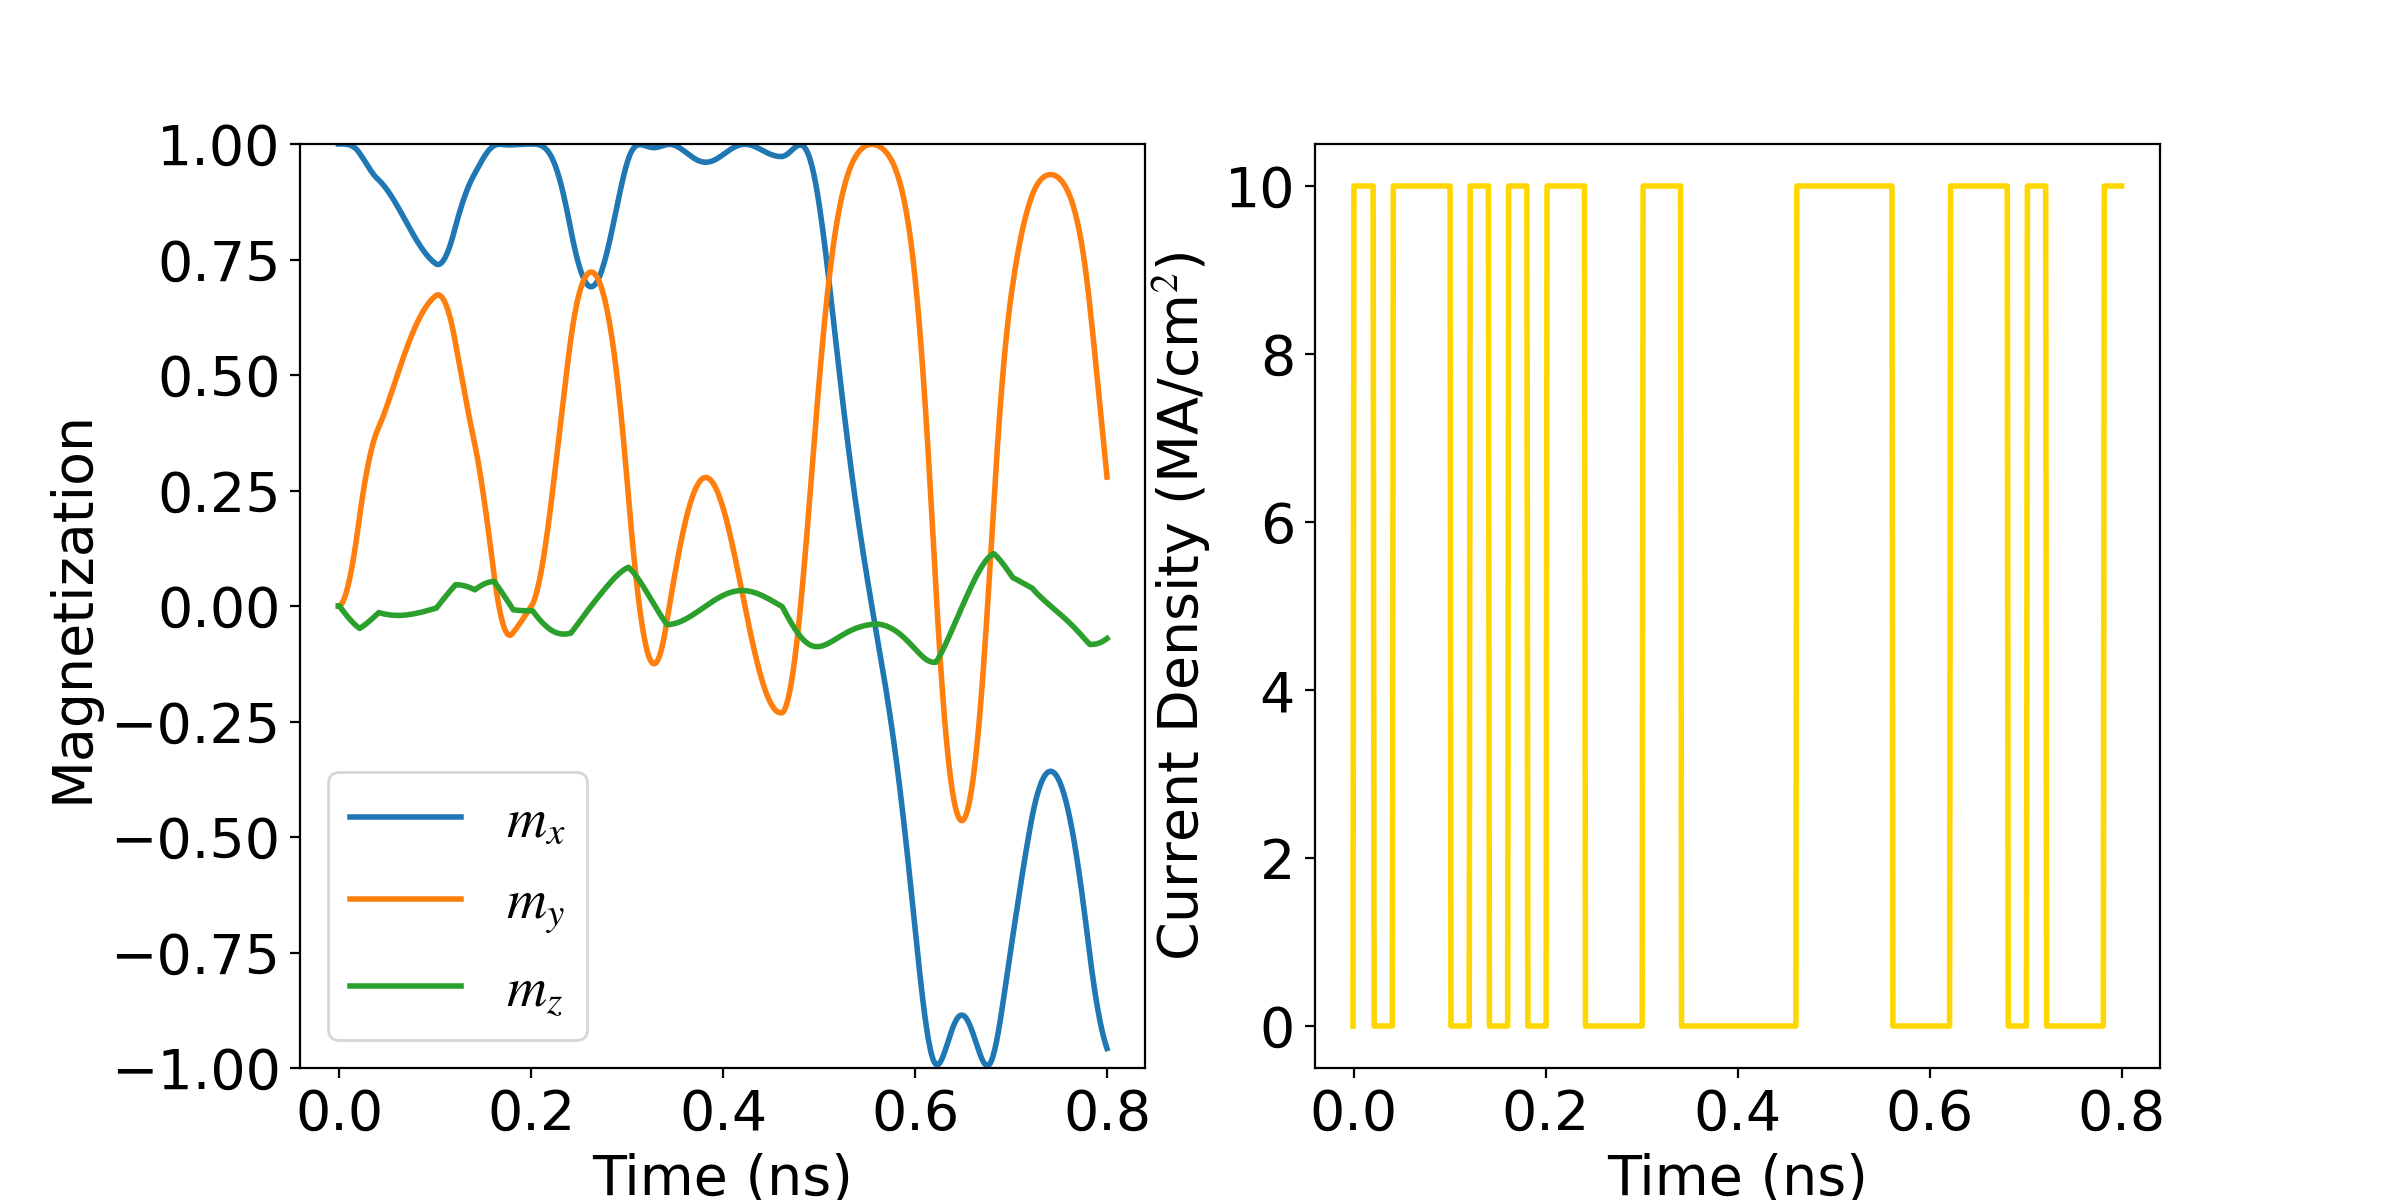 1.00
0.75
0.50
0.25
0.00
−0.25
−0.50
−0.75
−1.00
Magnetization
m_x
m_y
m_z
0.0 0.2 0.4 0.6 0.8
Time (ns)
10
8
6
4
2
0
Current Density (MA/cm²)
0.0 0.2 0.4 0.6 0.8
Time (ns)